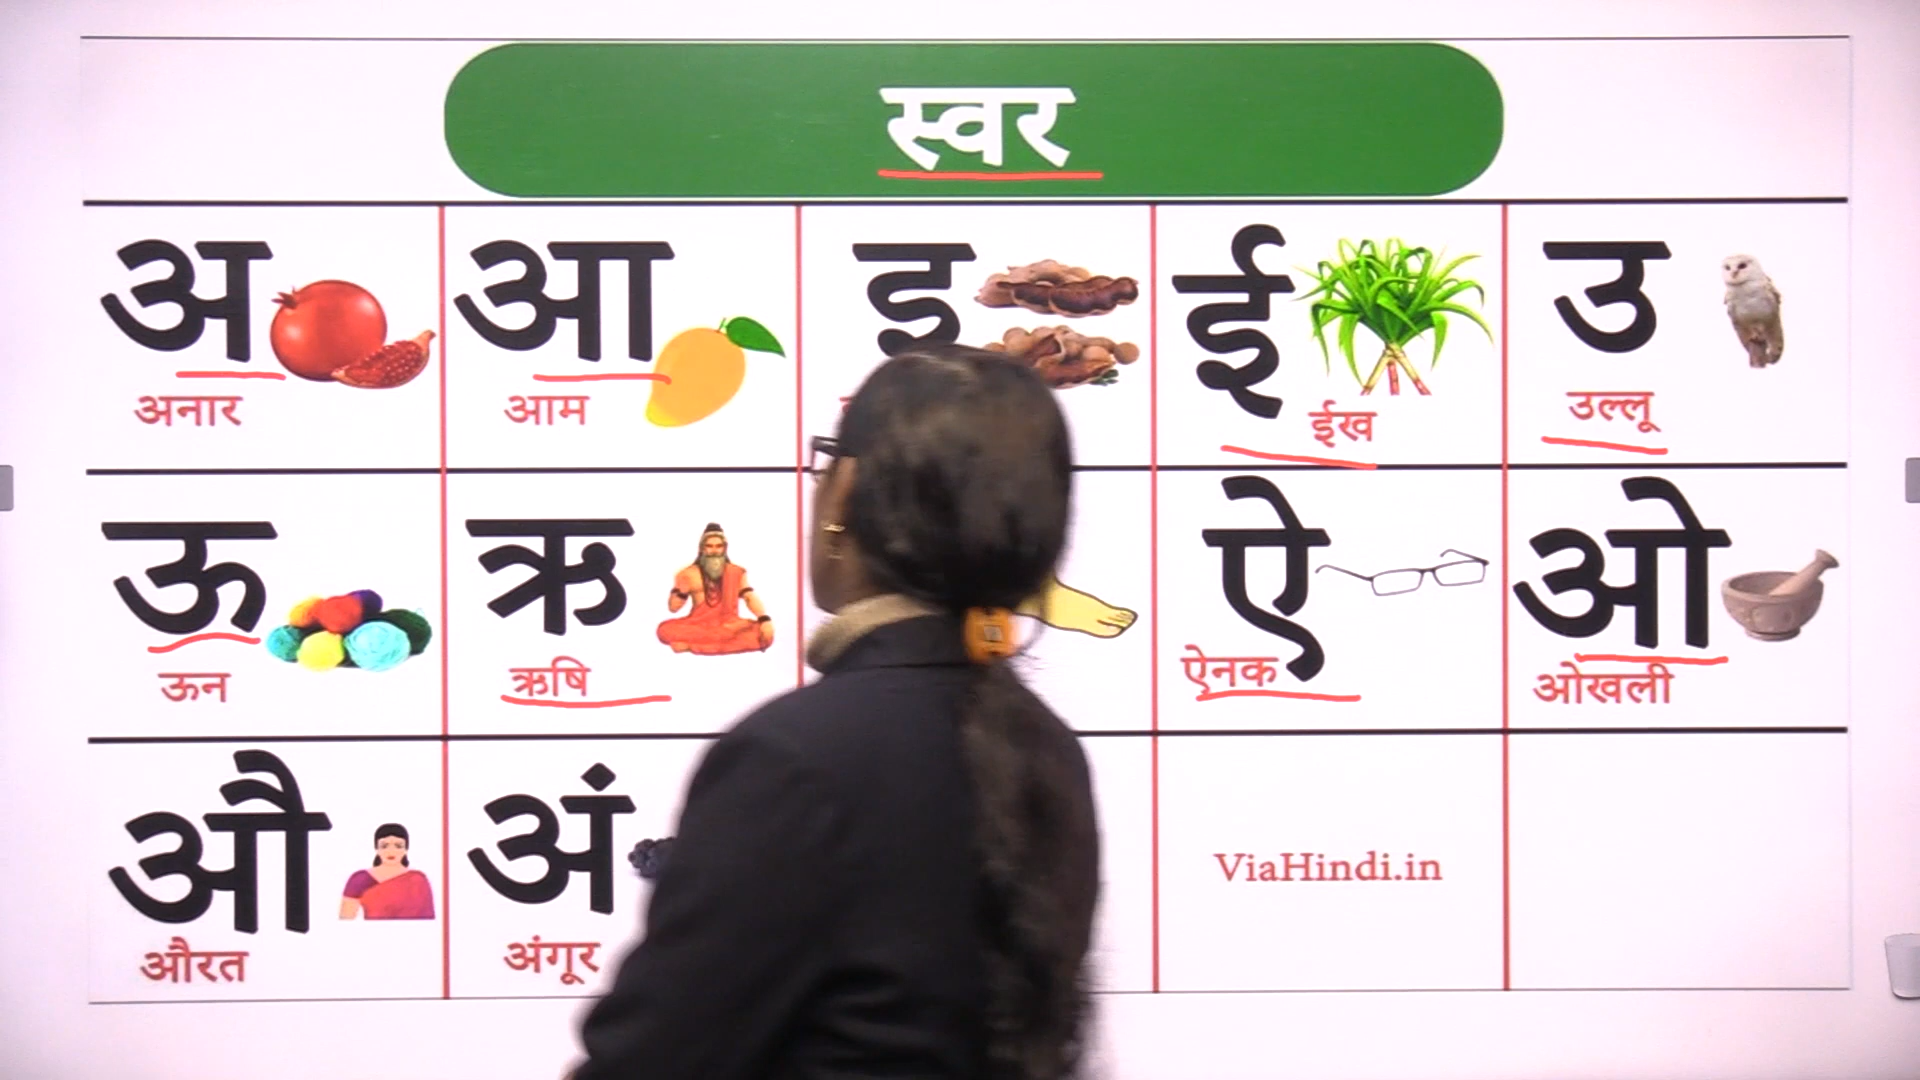 स्वर
अ आ इ ई उ
अनार आम ईख उल्लू
ऊ ऋ ऐ ओ
ऊन ऋषि ऐनक ओखली
औ अं
औरत अंगूर
ViaHindi.in